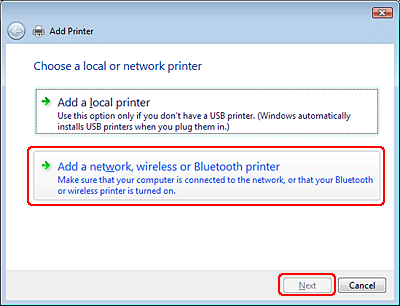 Add Printer
Choose a local or network printer
Add a local printer
Use this option only if you don't have a USB printer. (Windows automatically
installs USB printers when you plug them in.)
Add a network, wireless or Bluetooth printer
Make sure that your computer is connected to the network, or that your Bluetooth
or wireless printer is turned on.
Next Cancel